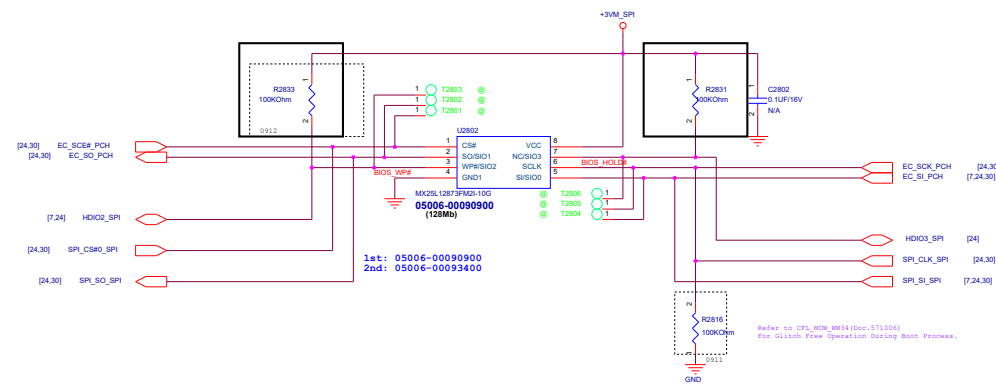 +3VM_SPI
1
R2833
100KOhm
2
0912
1 T2803 @
1 T2802 @
1 T2801 @
1
R2831
100KOhm
2
1
C2802
0.1UF/16V
2
N/A
U2802
[24,30] EC_SCE#_PCH
1 CS# VCC 8
[24,30] EC_SO_PCH
2 SO/SIO1 NC/SIO3 7
3 WP#/SIO2 SCLK 6
4 GND1 SI/SIO0 5
BIOS_WP#
BIOS_HOLD#
EC_SCK_PCH [24,30]
EC_SI_PCH [7,24,30]
MX25L12873FM2I-10G
05006-00090900
(128Mb)
@ T2806 1
@ T2805 1
@ T2804 1
[7,24] HDIO2_SPI
HDIO3_SPI [24]
[24,30] SPI_CS#0_SPI
SPI_CLK_SPI [24,30]
1st: 05006-00090900
2nd: 05006-00093400
[24,30] SPI_SO_SPI
SPI_SI_SPI [7,24,30]
2
R2816
100KOhm
1
0911
GND
Refer to CFL_MOW_WW34(Doc.571006)
For Glitch Free Operation During Boot Process.